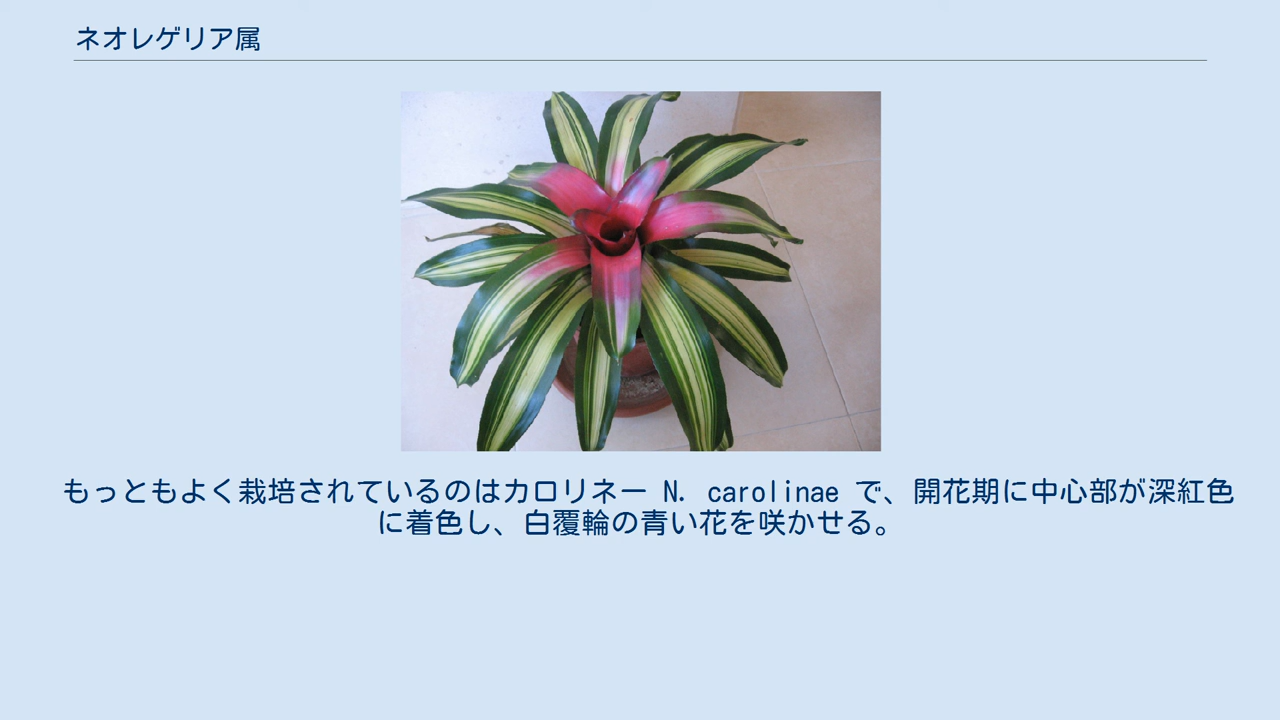 ネオレゲリア属
もっともよく栽培されているのはカロリネー N. carolinae で、開花期に中心部が深紅色
に着色し、白覆輪の青い花を咲かせる。